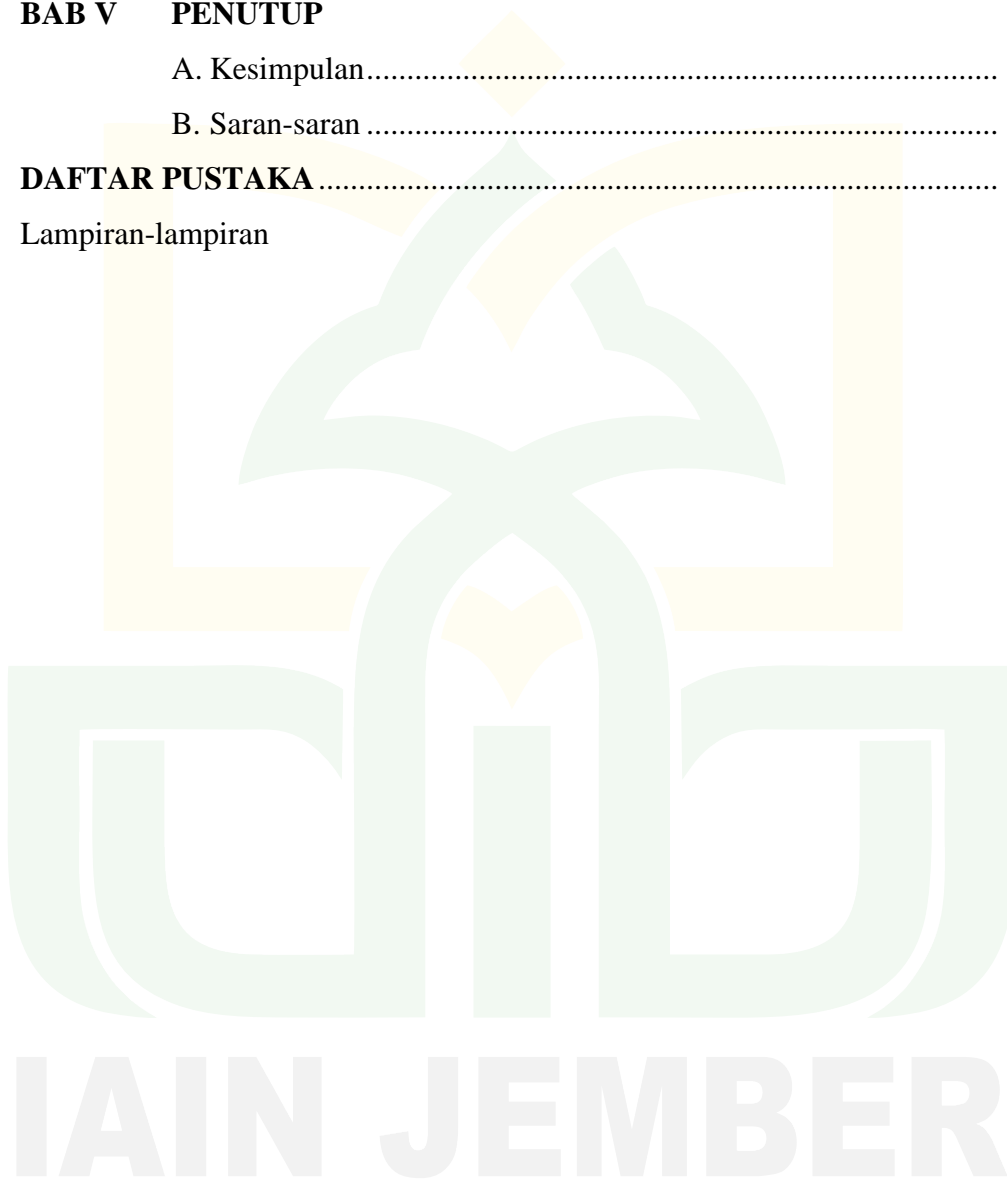 BAB V PENUTUP
A. Kesimpulan...............................................................................
B. Saran-saran ..............................................................................
DAFTAR PUSTAKA.....................................................................................
Lampiran-lampiran
IAIN JEMBER